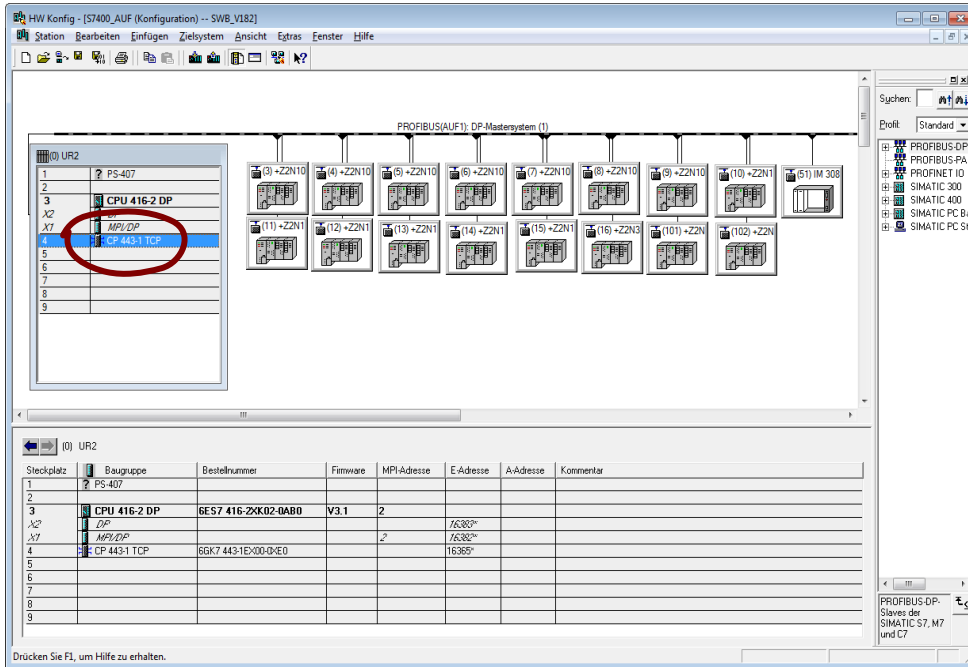 HW Konfig - [S7400_AUF (Konfiguration) -- SWB_V182]
Station Bearbeiten Einfügen Zielsystem Ansicht Extras Fenster Hilfe
PROFIBUS(AUF1): DP-Mastersystem (1)
(0) UR2
1 ? PS-407
2
3 CPU 416-2 DP
X2 DP
X1 MPI/DP
4 CP 443-1 TCP
5
6
7
8
9
(3) +Z2N10 (4) +Z2N10 (5) +Z2N10 (6) +Z2N10 (7) +Z2N10 (8) +Z2N10 (9) +Z2N10 (10) +Z2N1 (51) IM 308
(11) +Z2N1 (12) +Z2N1 (13) +Z2N1 (14) +Z2N1 (15) +Z2N1 (16) +Z2N3 (101) +Z2N (102) +Z2N
Suchen:
Profil: Standard
PROFIBUS-DP
PROFIBUS-PA
PROFINET IO
SIMATIC 300
SIMATIC 400
SIMATIC PC Ba
SIMATIC PC St
(0) UR2
Steckplatz Baugruppe Bestellnummer Firmware MPI-Adresse E-Adresse A-Adresse Kommentar
1 ? PS-407
2
3 CPU 416-2 DP 6ES7 416-2XK02-0AB0 V3.1 2
X2 DP 16383*
X1 MPI/DP 2 16382*
4 CP 443-1 TCP 6GK7 443-1EX00-0XE0 16365*
5
6
7
8
9
PROFIBUS-DP-
Slaves der
SIMATIC S7, M7
und C7
Drücken Sie F1, um Hilfe zu erhalten.